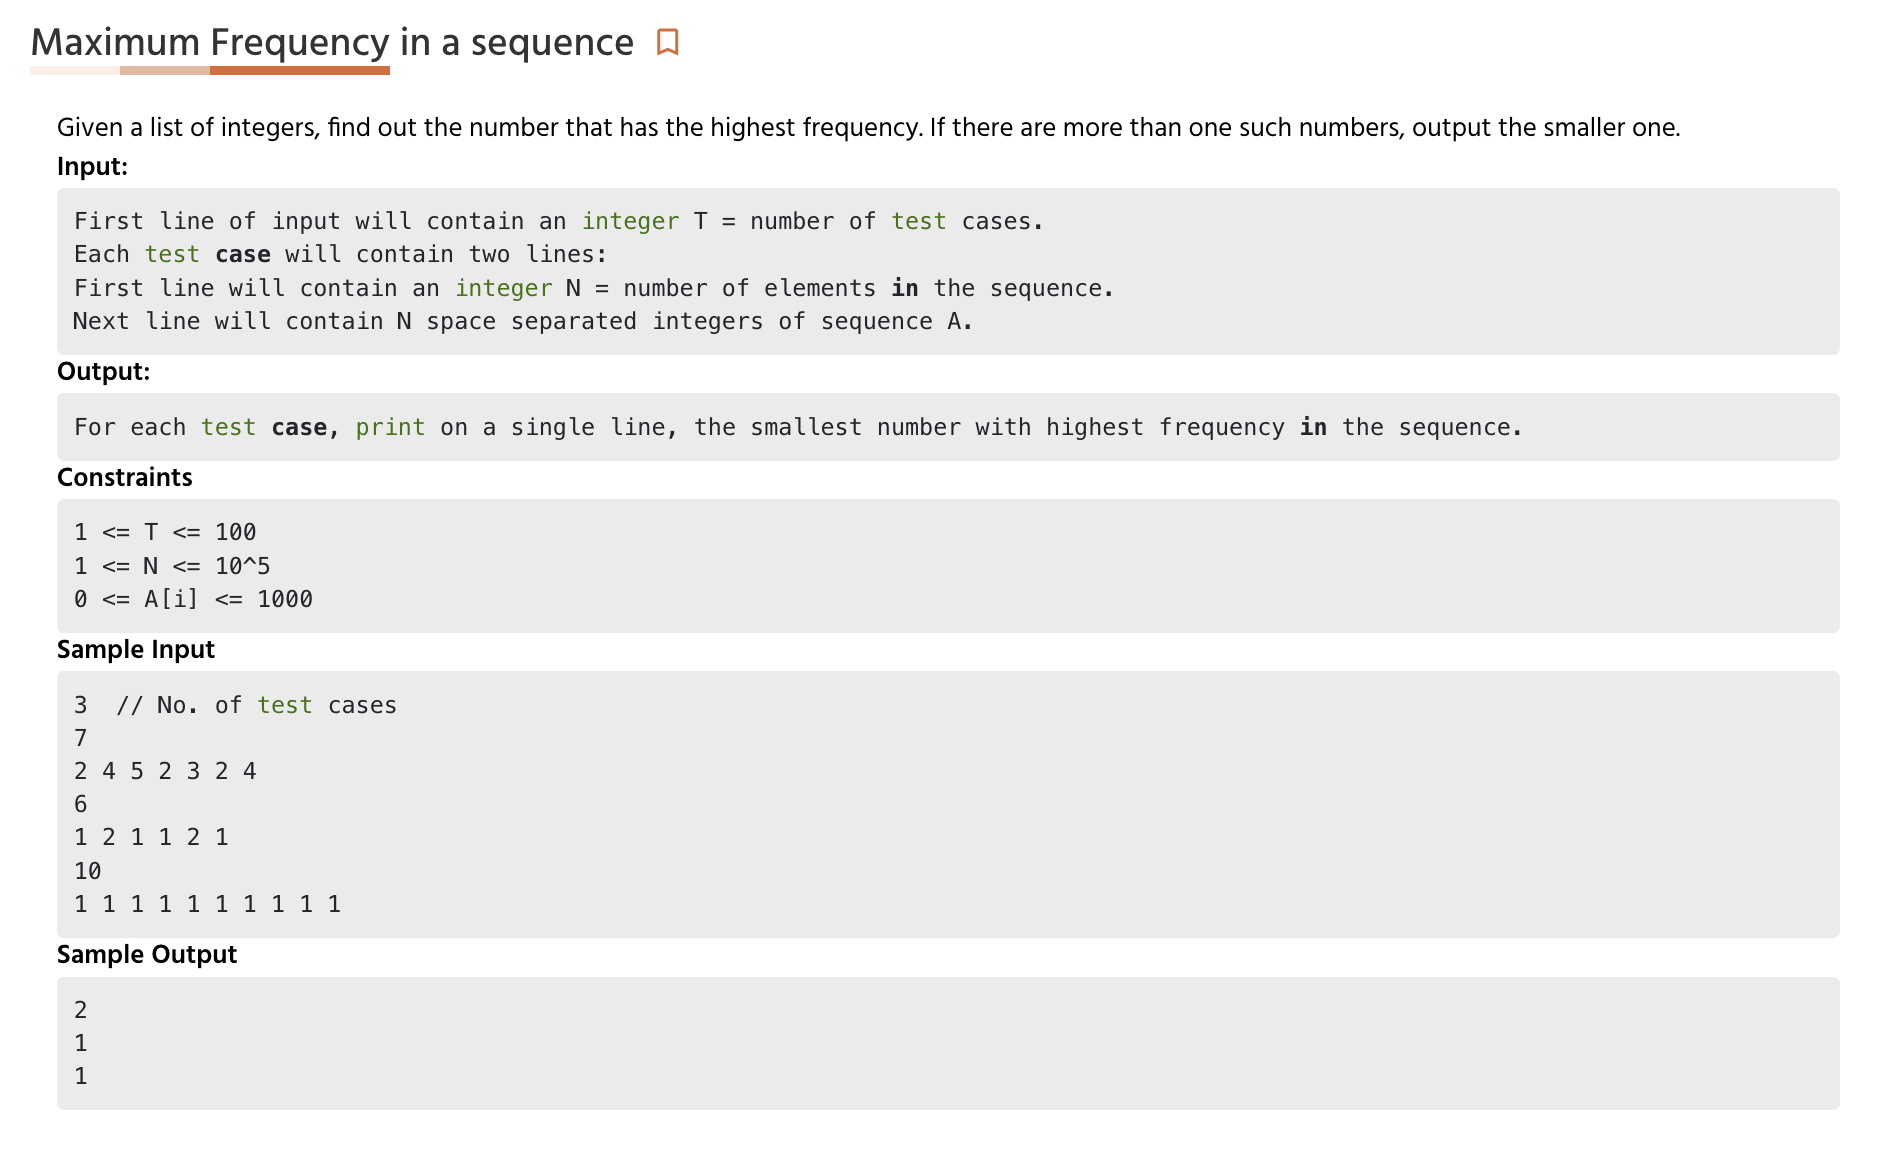 Maximum Frequency in a sequence
Given a list of integers, find out the number that has the highest frequency. If there are more than one such numbers, output the smaller one.
Input:
First line of input will contain an integer T = number of test cases.
Each test case will contain two lines:
First line will contain an integer N = number of elements in the sequence.
Next line will contain N space separated integers of sequence A.
Output:
For each test case, print on a single line, the smallest number with highest frequency in the sequence.
Constraints
1 <= T <= 100
1 <= N <= 10^5
0 <= A[i] <= 1000
Sample Input
3  // No. of test cases
7
2 4 5 2 3 2 4
6
1 2 1 1 2 1
10
1 1 1 1 1 1 1 1 1 1
Sample Output
2
1
1